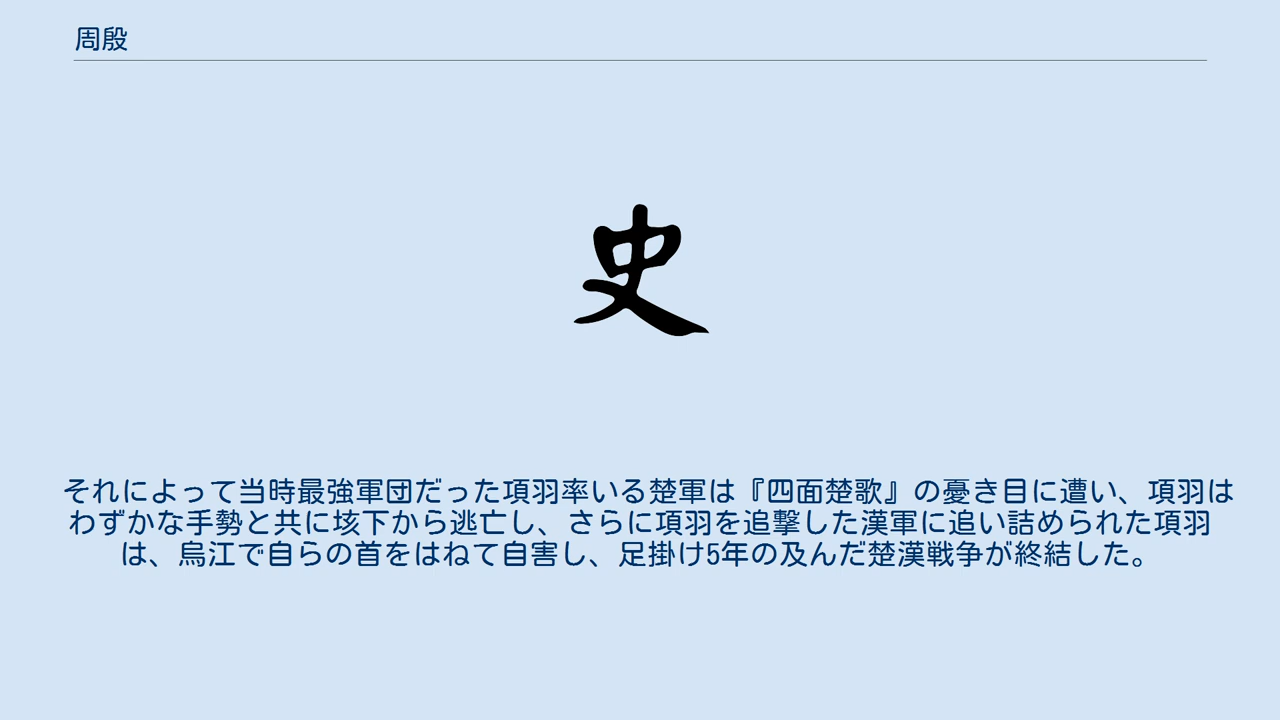 周殷
史
それによって当時最強軍団だった項羽率いる楚軍は『四面楚歌』の憂き目に遭い、項羽は
わずかな手勢と共に垓下から逃亡し、さらに項羽を追撃した漢軍に追い詰められた項羽
は、烏江で自らの首をはねて自害し、足掛け5年の及んだ楚漢戦争が終結した。